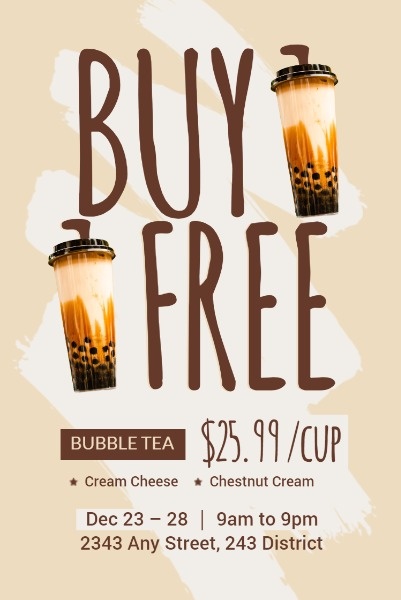 BUY 1
1 FREE
BUBBLE TEA $25.99/CUP
★ Cream Cheese ★ Chestnut Cream
Dec 23 – 28 | 9am to 9pm
2343 Any Street, 243 District